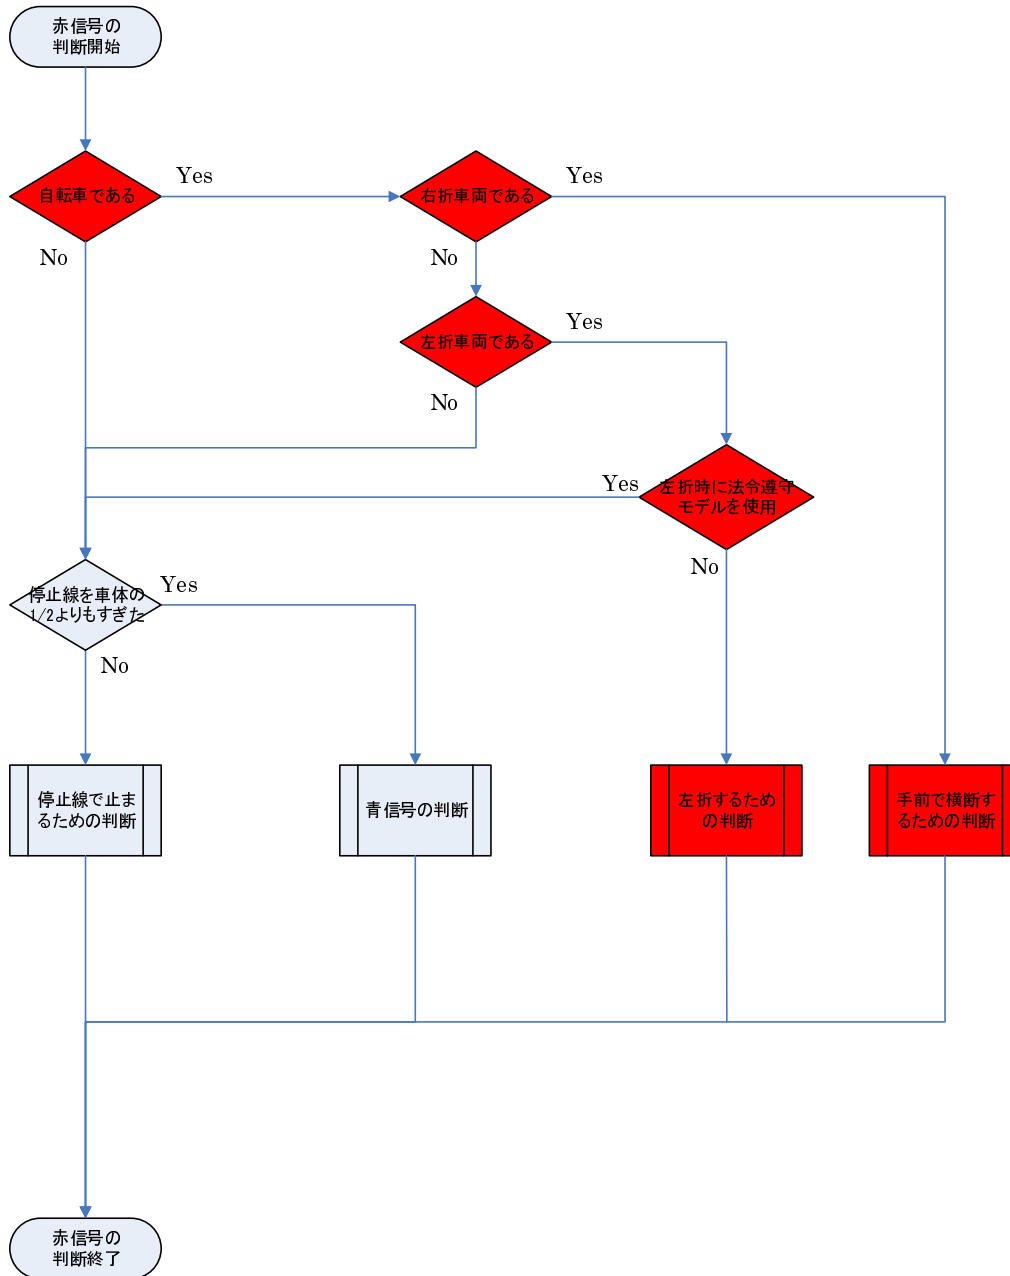 赤信号の
判断開始
自転車である
Yes
右折車両である
Yes
No
No
左折車両である
Yes
No
左折時に法令遵守
モデルを使用
Yes
No
停止線を車体の
1/2よりもすぎた
Yes
No
停止線で止ま
るための判断
青信号の判断
左折するため
の判断
手前で横断す
るための判断
赤信号の
判断終了